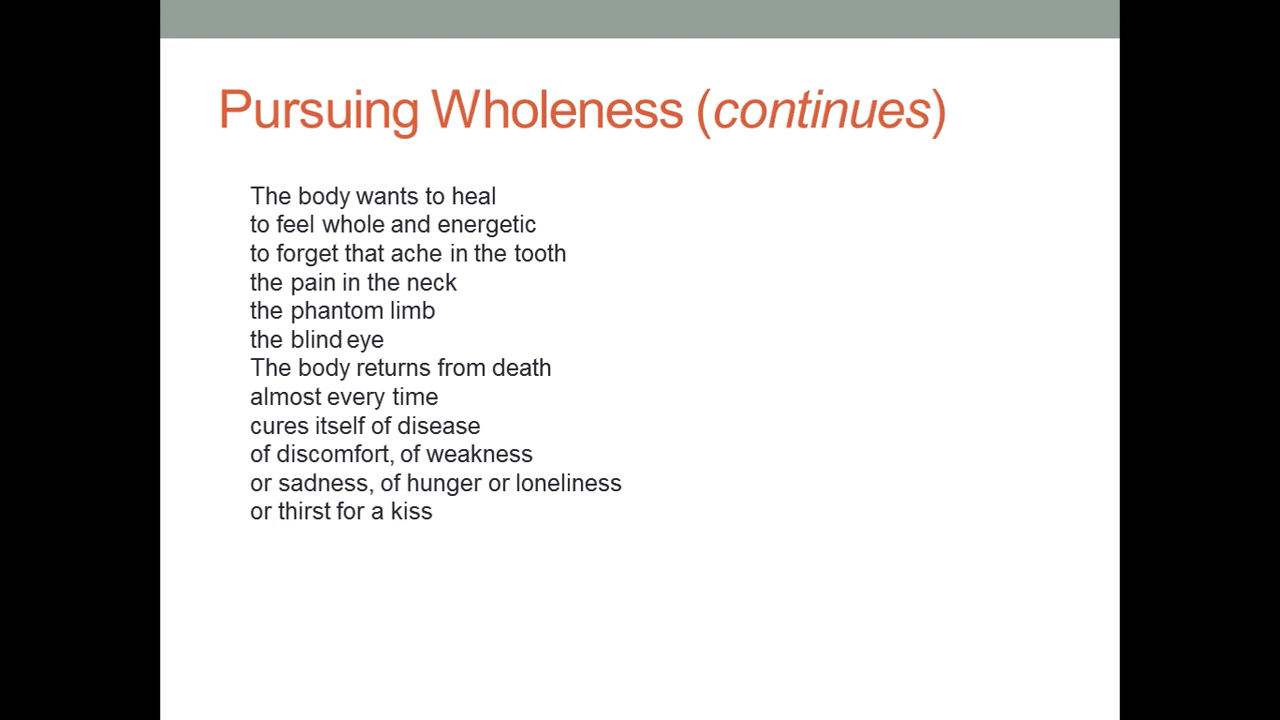 Pursuing Wholeness (continues)
The body wants to heal
to feel whole and energetic
to forget that ache in the tooth
the pain in the neck
the phantom limb
the blind eye
The body returns from death
almost every time
cures itself of disease
of discomfort, of weakness
or sadness, of hunger or loneliness
or thirst for a kiss